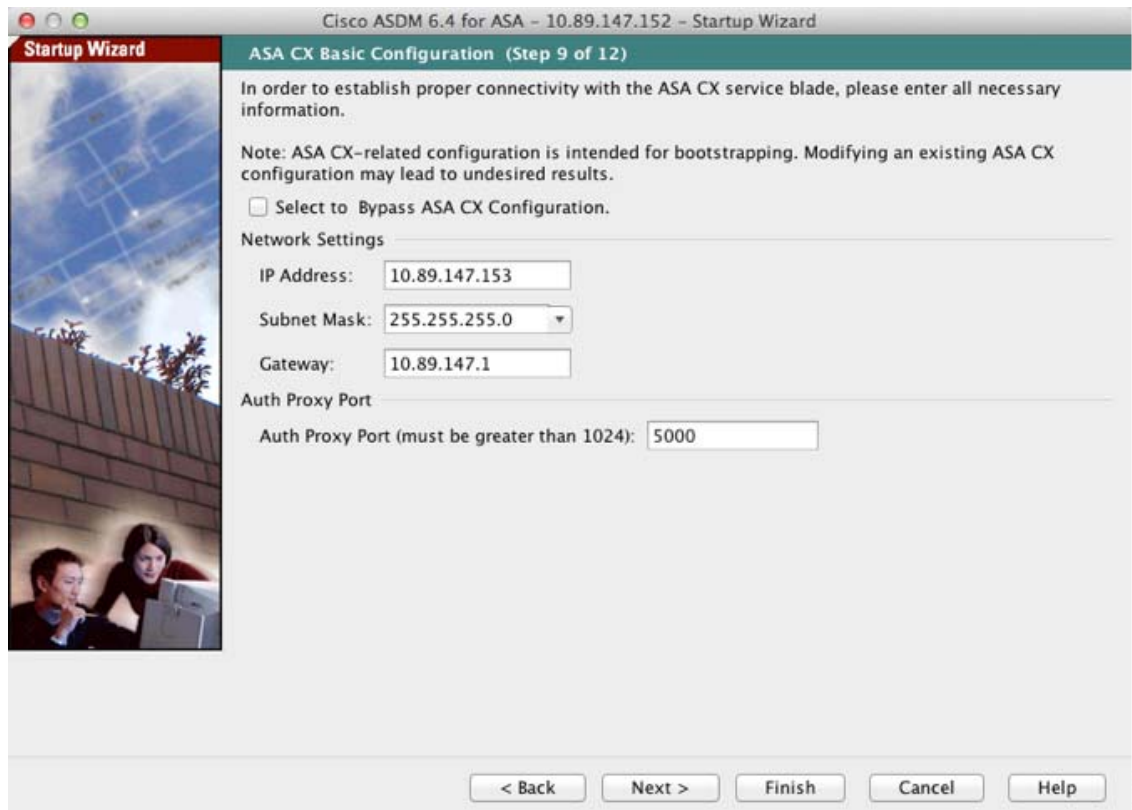 Cisco ASDM 6.4 for ASA - 10.89.147.152 - Startup Wizard
Startup Wizard
ASA CX Basic Configuration (Step 9 of 12)
In order to establish proper connectivity with the ASA CX service blade, please enter all necessary
information.
Note: ASA CX-related configuration is intended for bootstrapping. Modifying an existing ASA CX
configuration may lead to undesired results.
Select to Bypass ASA CX Configuration.
Network Settings
IP Address: 10.89.147.153
Subnet Mask: 255.255.255.0
Gateway: 10.89.147.1
Auth Proxy Port
Auth Proxy Port (must be greater than 1024): 5000
< Back Next > Finish Cancel Help